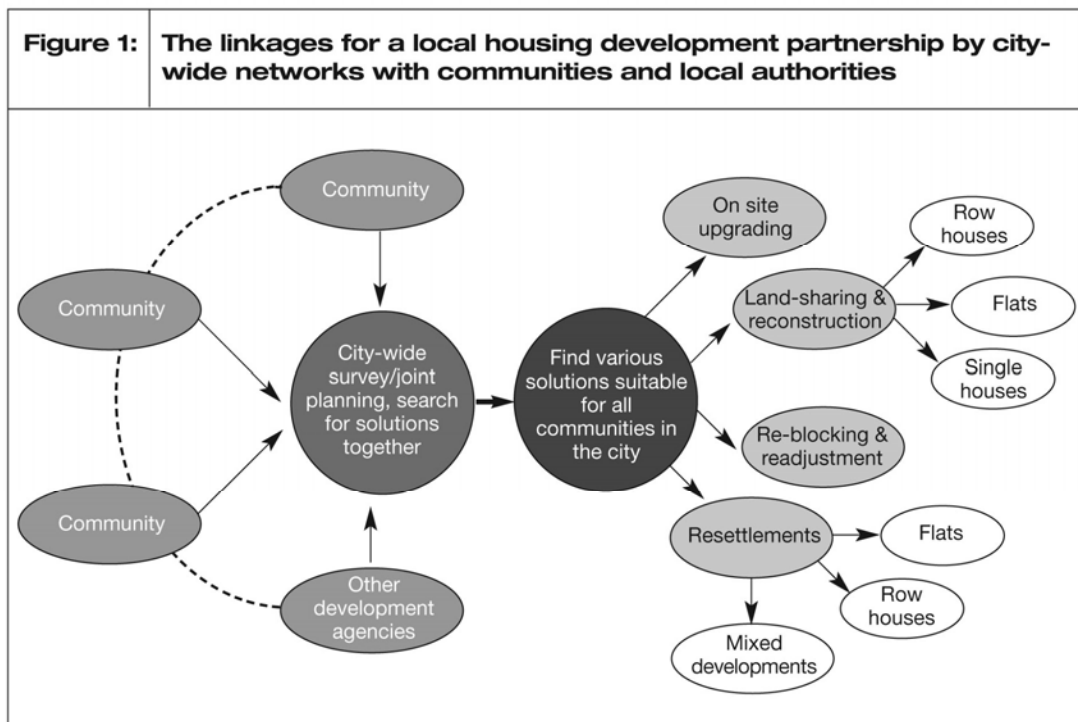 Figure 1:
The linkages for a local housing development partnership by city-
wide networks with communities and local authorities
Community
Community
Community
Other
development
agencies
City-wide
survey/joint
planning, search
for solutions
together
Find various
solutions suitable
for all
communities in
the city
On site
upgrading
Land-sharing &
reconstruction
Row
houses
Flats
Single
houses
Re-blocking &
readjustment
Resettlements
Flats
Row
houses
Mixed
developments